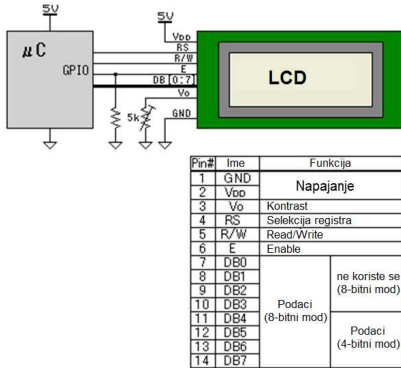 5V
5V
μC
GPIO
VDD
RS
R/W
E
DB[0:7]
Vo
5k
GND
LCD
Pin# Ime Funkcija
1 GND Napajanje
2 VDD
3 Vo Kontrast
4 RS Selekcija registra
5 R/W Read/Write
6 E Enable
7 DB0
8 DB1 ne koriste se
9 DB2 (8-bitni mod)
10 DB3 Podaci
11 DB4 (8-bitni mod)
12 DB5 Podaci
13 DB6 (4-bitni mod)
14 DB7